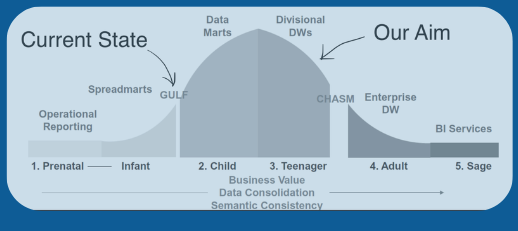 Current State
Data
Marts
Divisional
DWs
Our Aim
Spreadmarts
GULF
CHASM
Enterprise
DW
Operational
Reporting
BI Services
1. Prenatal
Infant
2. Child
3. Teenager
4. Adult
5. Sage
Business Value
Data Consolidation
Semantic Consistency